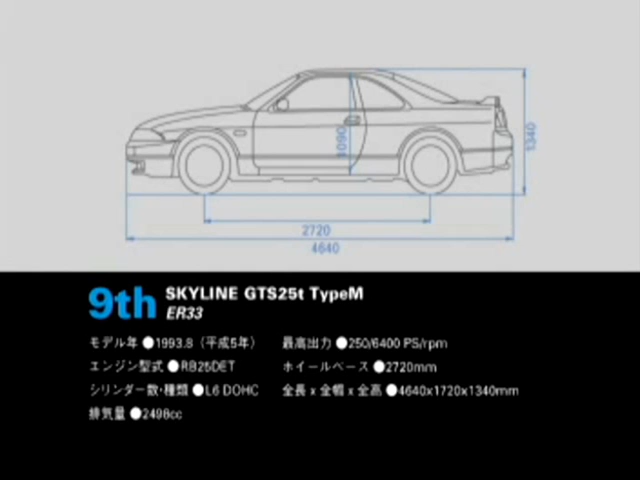 1090
1340
2720
4640
9th SKYLINE GTS25t TypeM
ER33
モデル年 ●1993.8（平成5年） 最高出力 ●250/6400 PS/rpm
エンジン型式 ●RB25DET ホイールベース ●2720mm
シリンダー数・種類 ●L6 DOHC 全長 x 全幅 x 全高 ●4640x1720x1340mm
排気量 ●2498cc